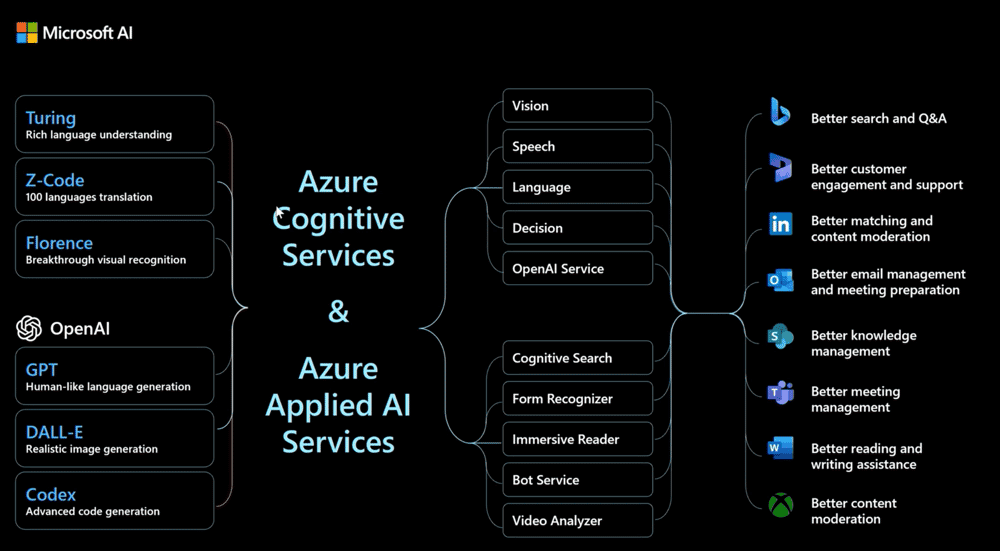 Microsoft AI
Turing
Rich language understanding
Z-Code
100 languages translation
Florence
Breakthrough visual recognition
OpenAI
GPT
Human-like language generation
DALL-E
Realistic image generation
Codex
Advanced code generation
Azure
Cognitive
Services
&
Azure
Applied AI
Services
Vision
Speech
Language
Decision
OpenAI Service
Cognitive Search
Form Recognizer
Immersive Reader
Bot Service
Video Analyzer
Better search and Q&A
Better customer
engagement and support
in
Better matching and
content moderation
O
Better email management
and meeting preparation
S
Better knowledge
management
T
Better meeting
management
W
Better reading and
writing assistance
Better content
moderation